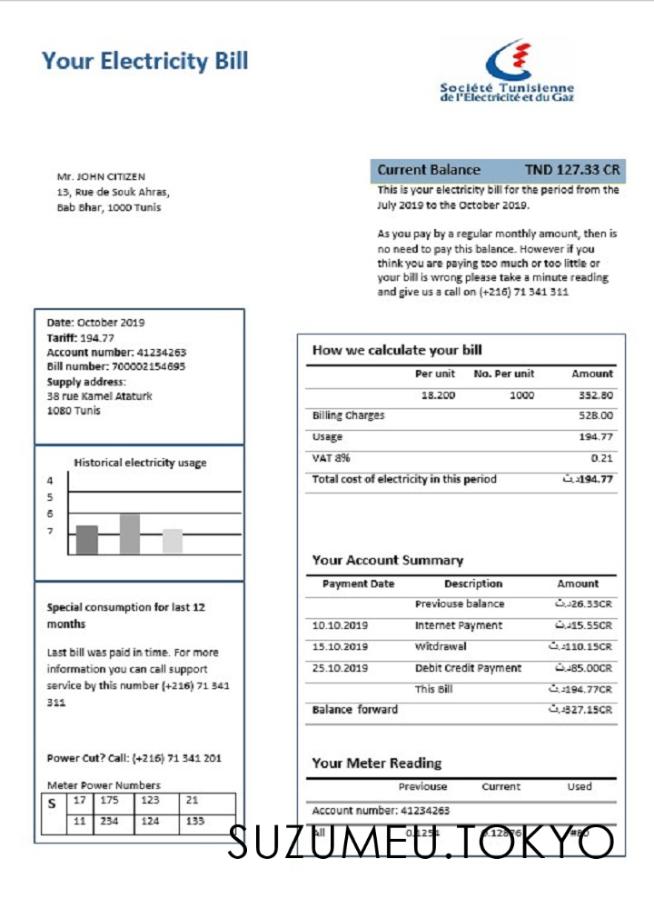 Your Electricity Bill
Société Tunisienne
de l'Electricité et du Gaz
Mr. JOHN CITIZEN
13, Rue de Souk Ahras,
Bab Bhar, 1000 Tunis
Current Balance TND 127.33 CR
This is your electricity bill for the period from the
July 2019 to the October 2019.
As you pay by a regular monthly amount, then is
no need to pay this balance. However if you
think you are paying too much or too little or
your bill is wrong please take a minute reading
and give us a call on (+216) 71 341 311
Date: October 2019
Tariff: 194.77
Account number: 41234263
Bill number: 700002154695
Supply address:
38 rue Kamel Ataturk
1080 Tunis
Historical electricity usage
4
5
6
7
Special consumption for last 12
months
Last bill was paid in time. For more
information you can call support
service by this number (+216) 71 341
311
Power Cut? Call: (+216) 71 341 201
Meter Power Numbers
S 17 175 123 21
11 234 124 133
How we calculate your bill
Per unit No. Per unit Amount
18.200 1000 352.80
Billing Charges 528.00
Usage 194.77
VAT 8% 0.21
Total cost of electricity in this period د.ت194.77
Your Account Summary
Payment Date Description Amount
Previouse balance د.ت26.33CR
10.10.2019 Internet Payment د.ت15.55CR
15.10.2019 Witdrawal د.ت110.15CR
25.10.2019 Debit Credit Payment د.ت85.00CR
This Bill د.ت194.77CR
Balance forward د.ت327.15CR
Your Meter Reading
Previouse Current Used
Account number: 41234263
All
SUZUMEU.TOKYO